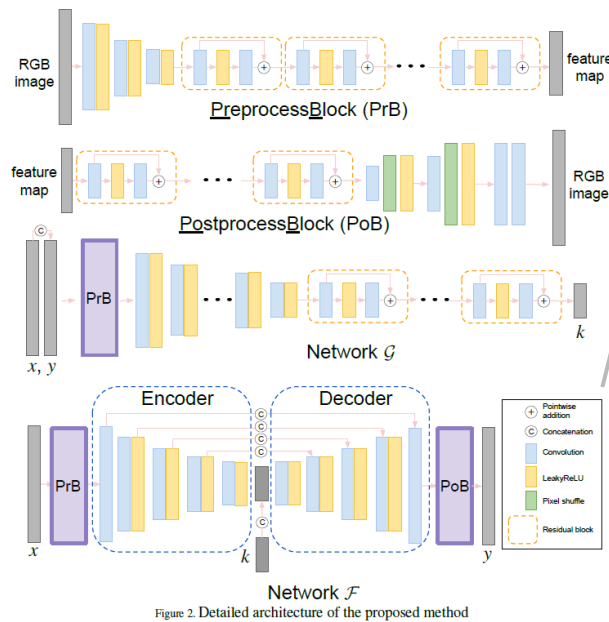 RGB
image
feature
map
PreprocessBlock (PrB)
feature
map
RGB
image
PostprocessBlock (PoB)
C
PrB
x, y
k
Network G
Encoder
Decoder
C
C
C
C
PrB
PoB
C
x
k
y
Network F
+ Pointwise
addition
C Concatenation
Convolution
LeakyReLU
Pixel shuffle
Residual block
Figure 2. Detailed architecture of the proposed method